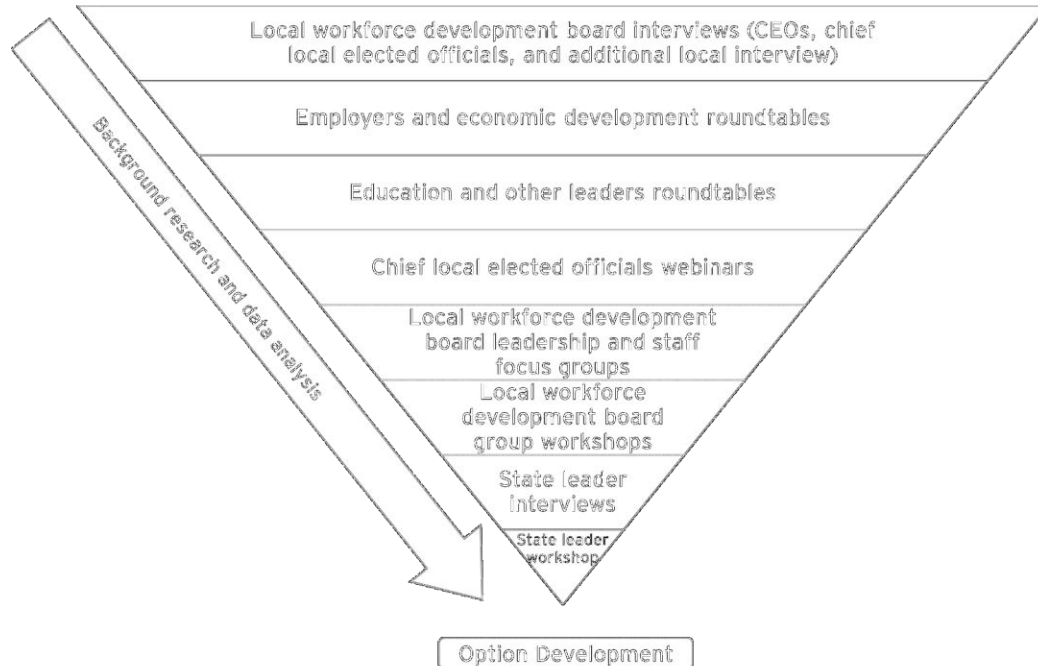 Local workforce development board interviews (CEOs, chief
local elected officials, and additional local interview)
Employers and economic development roundtables
Education and other leaders roundtables
Chief local elected officials webinars
Local workforce development
board leadership and staff
focus groups
Local workforce
development board
group workshops
State leader
interviews
State leader
workshop
Background research and data analysis
Option Development